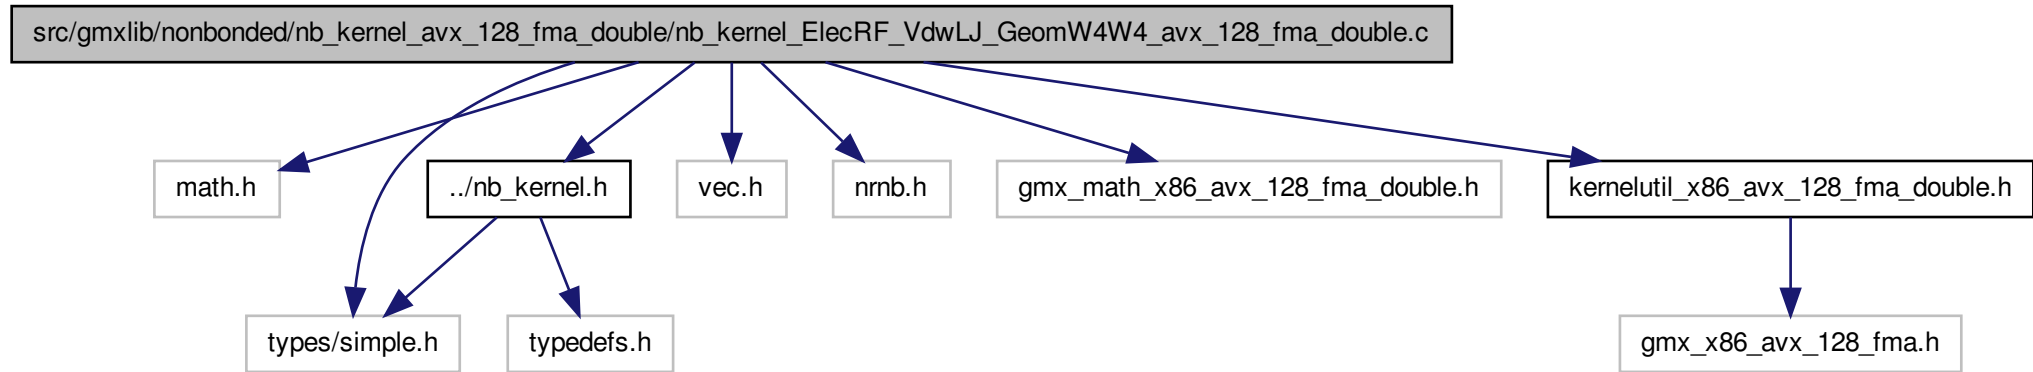 src/gmxlib/nonbonded/nb_kernel_avx_128_fma_double/nb_kernel_ElecRF_VdwLJ_GeomW4W4_avx_128_fma_double.c
math.h
../nb_kernel.h
vec.h
nrnb.h
gmx_math_x86_avx_128_fma_double.h
kernelutil_x86_avx_128_fma_double.h
types/simple.h
typedefs.h
gmx_x86_avx_128_fma.h